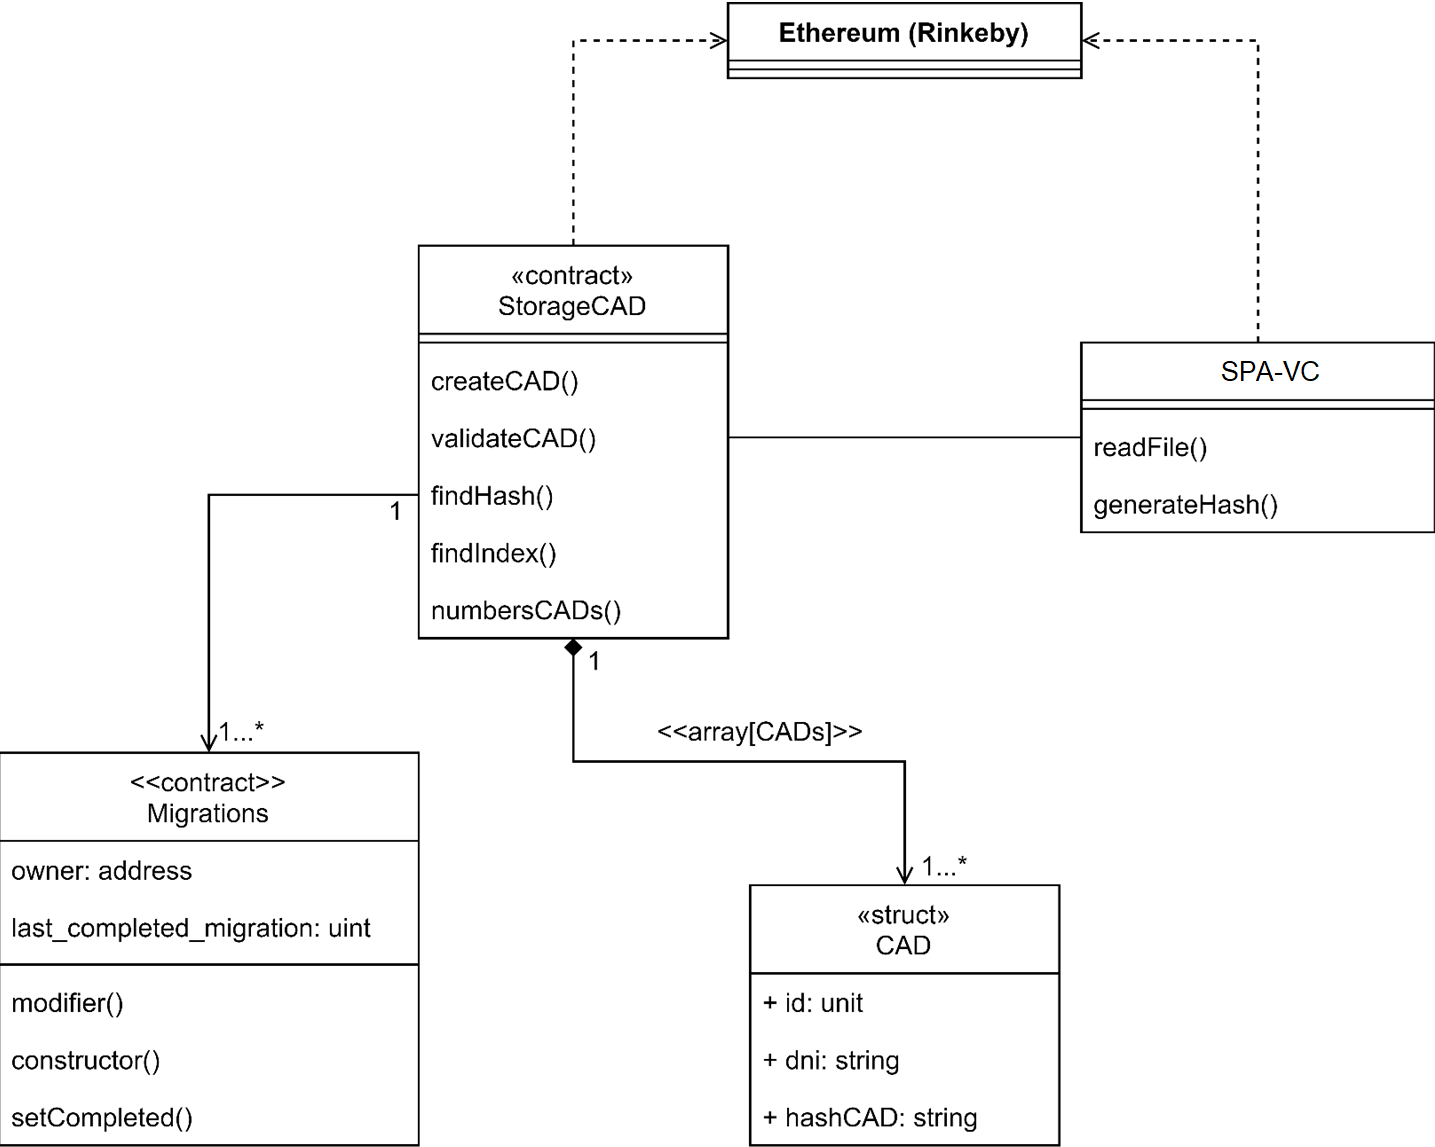 Ethereum (Rinkeby)
«contract»
StorageCAD
createCAD()
validateCAD()
findHash()
findIndex()
numbersCADs()
SPA-VC
readFile()
generateHash()
1
1
<<array[CADs]>>
1...*
<<contract>>
Migrations
owner: address
last_completed_migration: uint
modifier()
constructor()
setCompleted()
1...*
«struct»
CAD
+ id: unit
+ dni: string
+ hashCAD: string